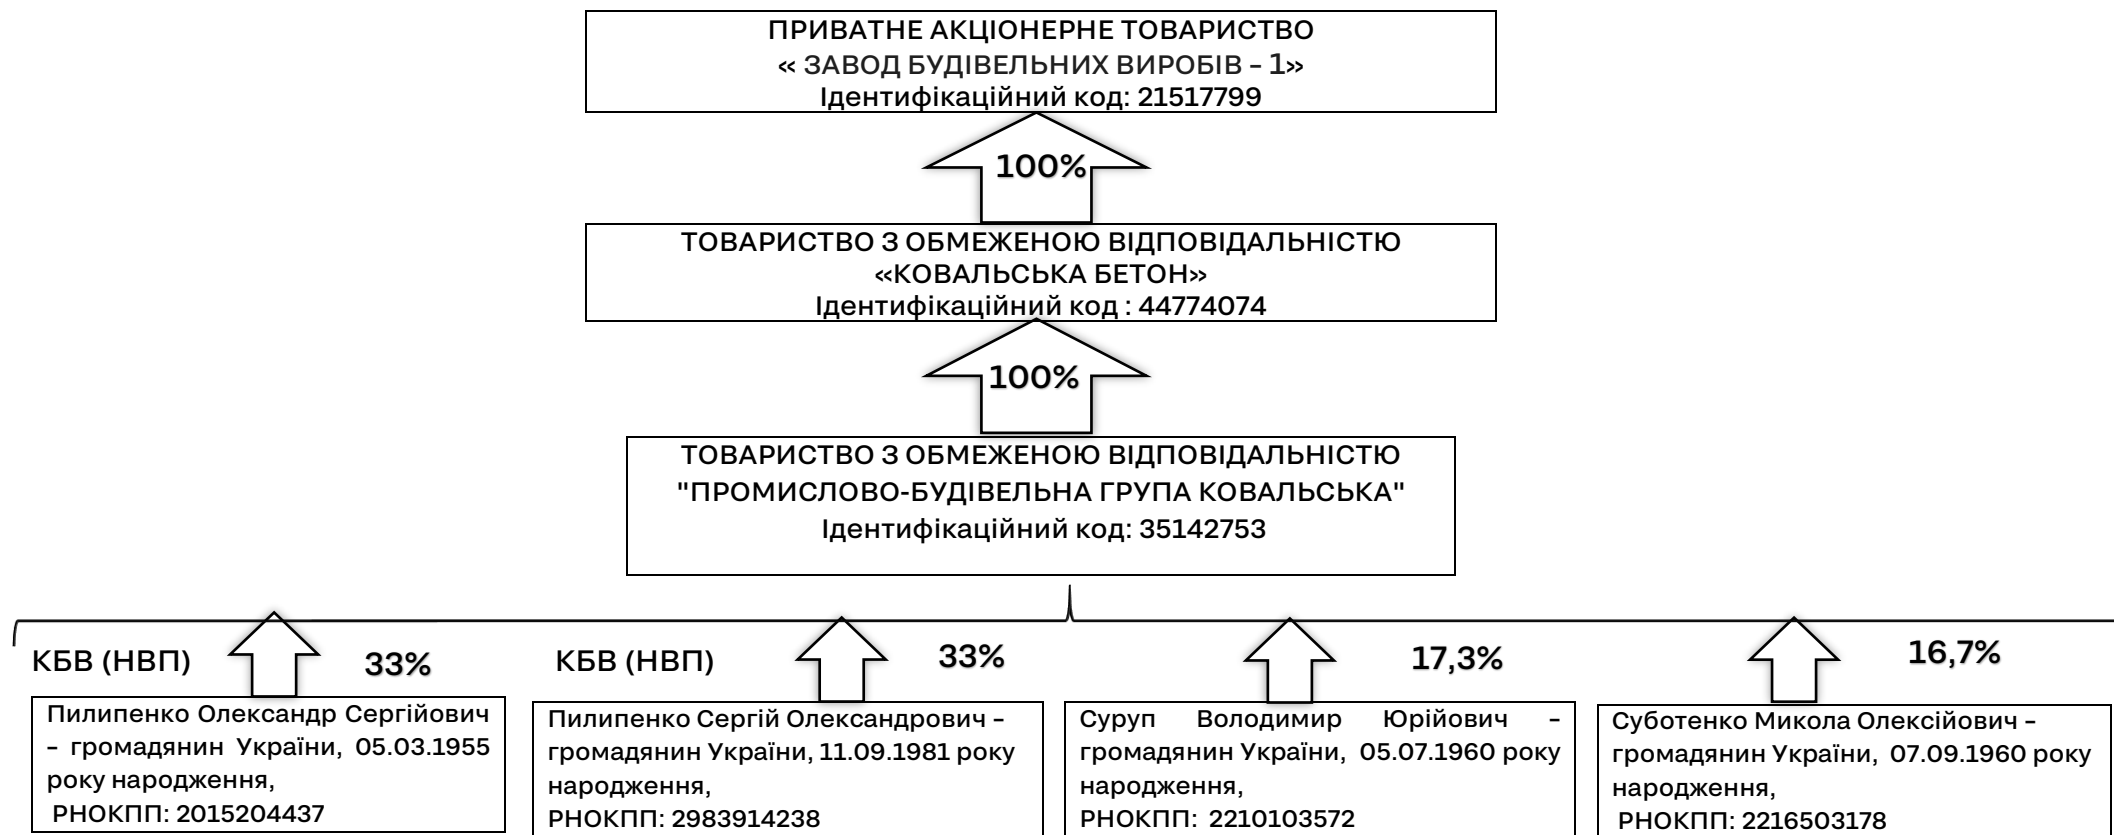 ПРИВАТНЕ АКЦІОНЕРНЕ ТОВАРИСТВО
« ЗАВОД БУДІВЕЛЬНИХ ВИРОБІВ – 1»
Ідентифікаційний код: 21517799
100%
ТОВАРИСТВО З ОБМЕЖЕНОЮ ВІДПОВІДАЛЬНІСТЮ
«КОВАЛЬСЬКА БЕТОН»
Ідентифікаційний код : 44774074
100%
ТОВАРИСТВО З ОБМЕЖЕНОЮ ВІДПОВІДАЛЬНІСТЮ
"ПРОМИСЛОВО-БУДІВЕЛЬНА ГРУПА КОВАЛЬСЬКА"
Ідентифікаційний код: 35142753
КБВ (НВП)
33%
Пилипенко Олександр Сергійович
– громадянин України, 05.03.1955
року народження,
РНОКПП: 2015204437
КБВ (НВП)
33%
Пилипенко Сергій Олександрович –
громадянин України, 11.09.1981 року
народження,
РНОКПП: 2983914238
17,3%
Суруп Володимир Юрійович –
громадянин України, 05.07.1960 року
народження,
РНОКПП: 2210103572
16,7%
Суботенко Микола Олексійович –
громадянин України, 07.09.1960 року
народження,
РНОКПП: 2216503178